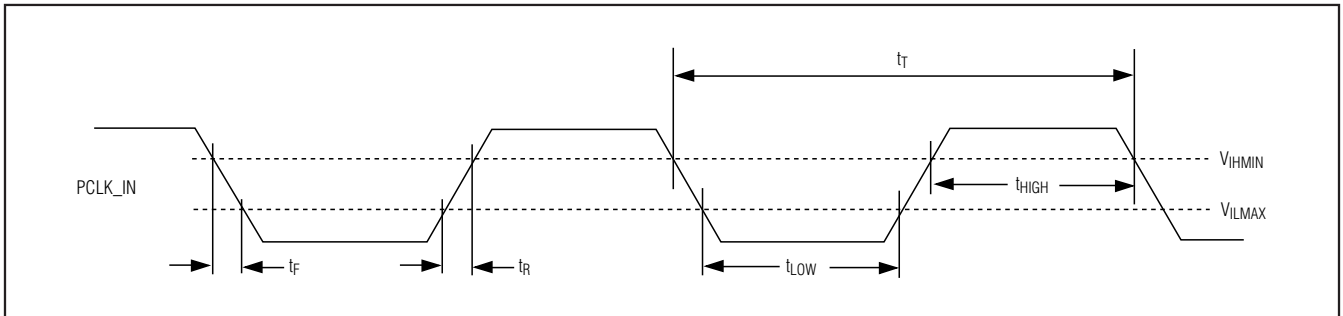 tT
VIHMIN
PCLK_IN
tHIGH
VILMAX
tF
tR
tLOW